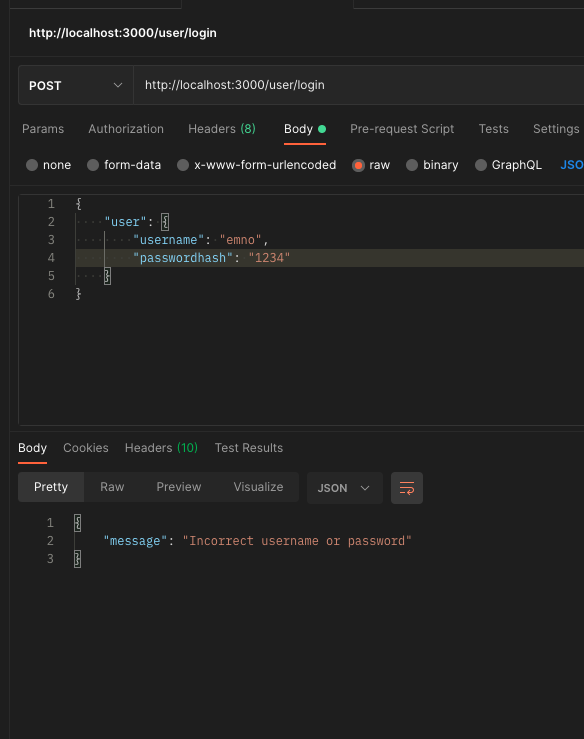 http://localhost:3000/user/login
POST http://localhost:3000/user/login
Params Authorization Headers (8) Body Pre-request Script Tests Settings
none form-data x-www-form-urlencoded raw binary GraphQL JSO
1 {
2 "user": {
3 "username": "emno",
4 "passwordhash": "1234"
5 }
6 }
Body Cookies Headers (10) Test Results
Pretty Raw Preview Visualize JSON
1 {
2 "message": "Incorrect username or password"
3 }